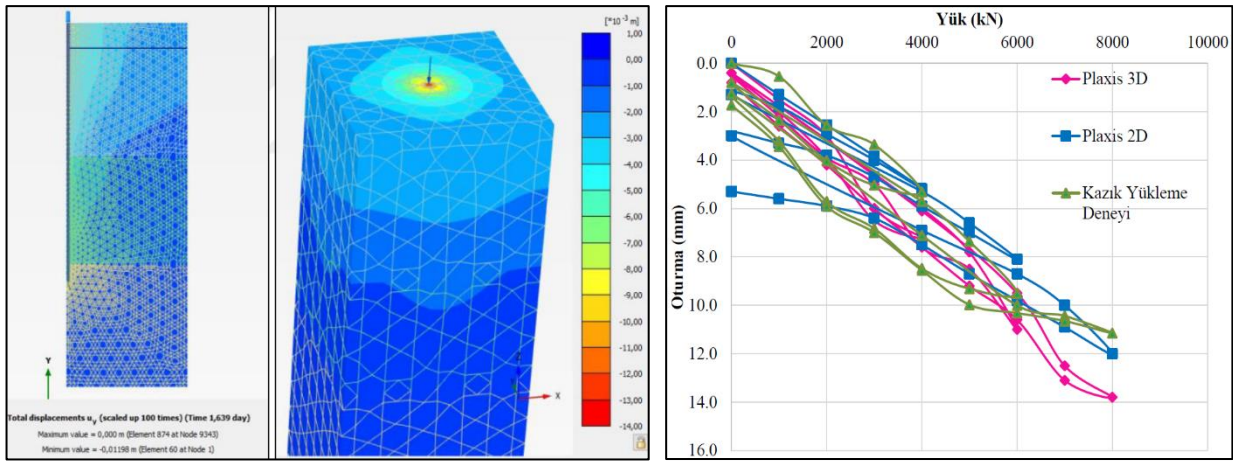 Y
Total displacements u_y (scaled up 100 times) (Time 1,639 day)
Maximum value = 0,000 m (Element 874 at Node 9343)
Minimum value = -0,01198 m (Element 60 at Node 1)
X
[*10⁻³ m]
1,00
0,00
-1,00
-2,00
-3,00
-4,00
-5,00
-6,00
-7,00
-8,00
-9,00
-10,00
-11,00
-12,00
-13,00
-14,00
Yük (kN)
0 2000 4000 6000 8000 10000
Oturma (mm)
0.0
2.0
4.0
6.0
8.0
10.0
12.0
14.0
16.0
Plaxis 3D
Plaxis 2D
Kazık Yükleme
Deneyi